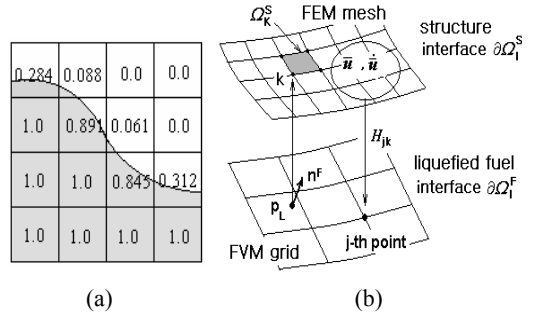 0.284 0.088 0.0 0.0
1.0 0.891 0.061 0.0
1.0 1.0 0.845 0.312
1.0 1.0 1.0 1.0
(a)
Ω_K^S FEM mesh
structure
interface ∂Ω_I^S
k
ū , u̇̄
H_jk
liquefied fuel
interface ∂Ω_I^F
n^F
p_L
FVM grid
j-th point
(b)